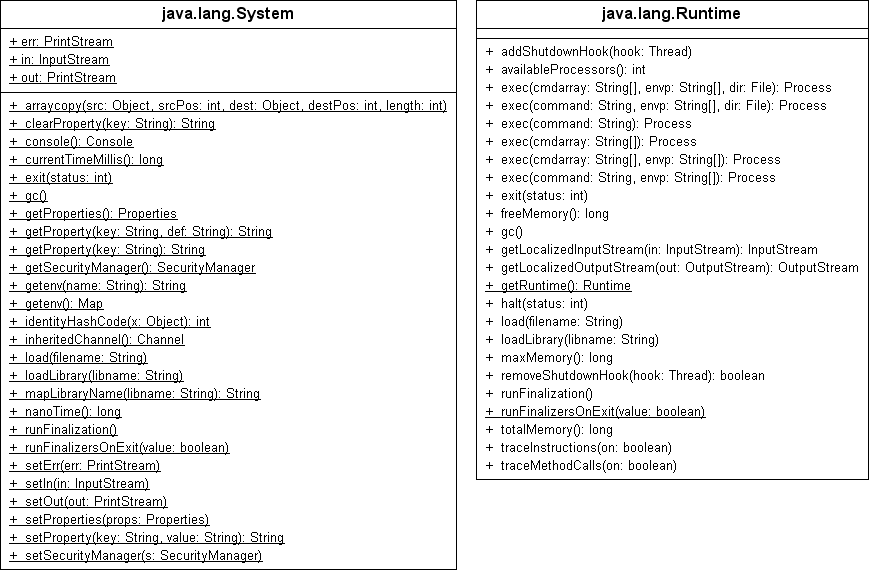 java.lang.System
+ err: PrintStream
+ in: InputStream
+ out: PrintStream
+ arraycopy(src: Object, srcPos: int, dest: Object, destPos: int, length: int)
+ clearProperty(key: String): String
+ console(): Console
+ currentTimeMillis(): long
+ exit(status: int)
+ gc()
+ getProperties(): Properties
+ getProperty(key: String, def: String): String
+ getProperty(key: String): String
+ getSecurityManager(): SecurityManager
+ getenv(name: String): String
+ getenv(): Map
+ identityHashCode(x: Object): int
+ inheritedChannel(): Channel
+ load(filename: String)
+ loadLibrary(libname: String)
+ mapLibraryName(libname: String): String
+ nanoTime(): long
+ runFinalization()
+ runFinalizersOnExit(value: boolean)
+ setErr(err: PrintStream)
+ setIn(in: InputStream)
+ setOut(out: PrintStream)
+ setProperties(props: Properties)
+ setProperty(key: String, value: String): String
+ setSecurityManager(s: SecurityManager)
java.lang.Runtime
+ addShutdownHook(hook: Thread)
+ availableProcessors(): int
+ exec(cmdarray: String[], envp: String[], dir: File): Process
+ exec(command: String, envp: String[], dir: File): Process
+ exec(command: String): Process
+ exec(cmdarray: String[]): Process
+ exec(cmdarray: String[], envp: String[]): Process
+ exec(command: String, envp: String[]): Process
+ exit(status: int)
+ freeMemory(): long
+ gc()
+ getLocalizedInputStream(in: InputStream): InputStream
+ getLocalizedOutputStream(out: OutputStream): OutputStream
+ getRuntime(): Runtime
+ halt(status: int)
+ load(filename: String)
+ loadLibrary(libname: String)
+ maxMemory(): long
+ removeShutdownHook(hook: Thread): boolean
+ runFinalization()
+ runFinalizersOnExit(value: boolean)
+ totalMemory(): long
+ traceInstructions(on: boolean)
+ traceMethodCalls(on: boolean)